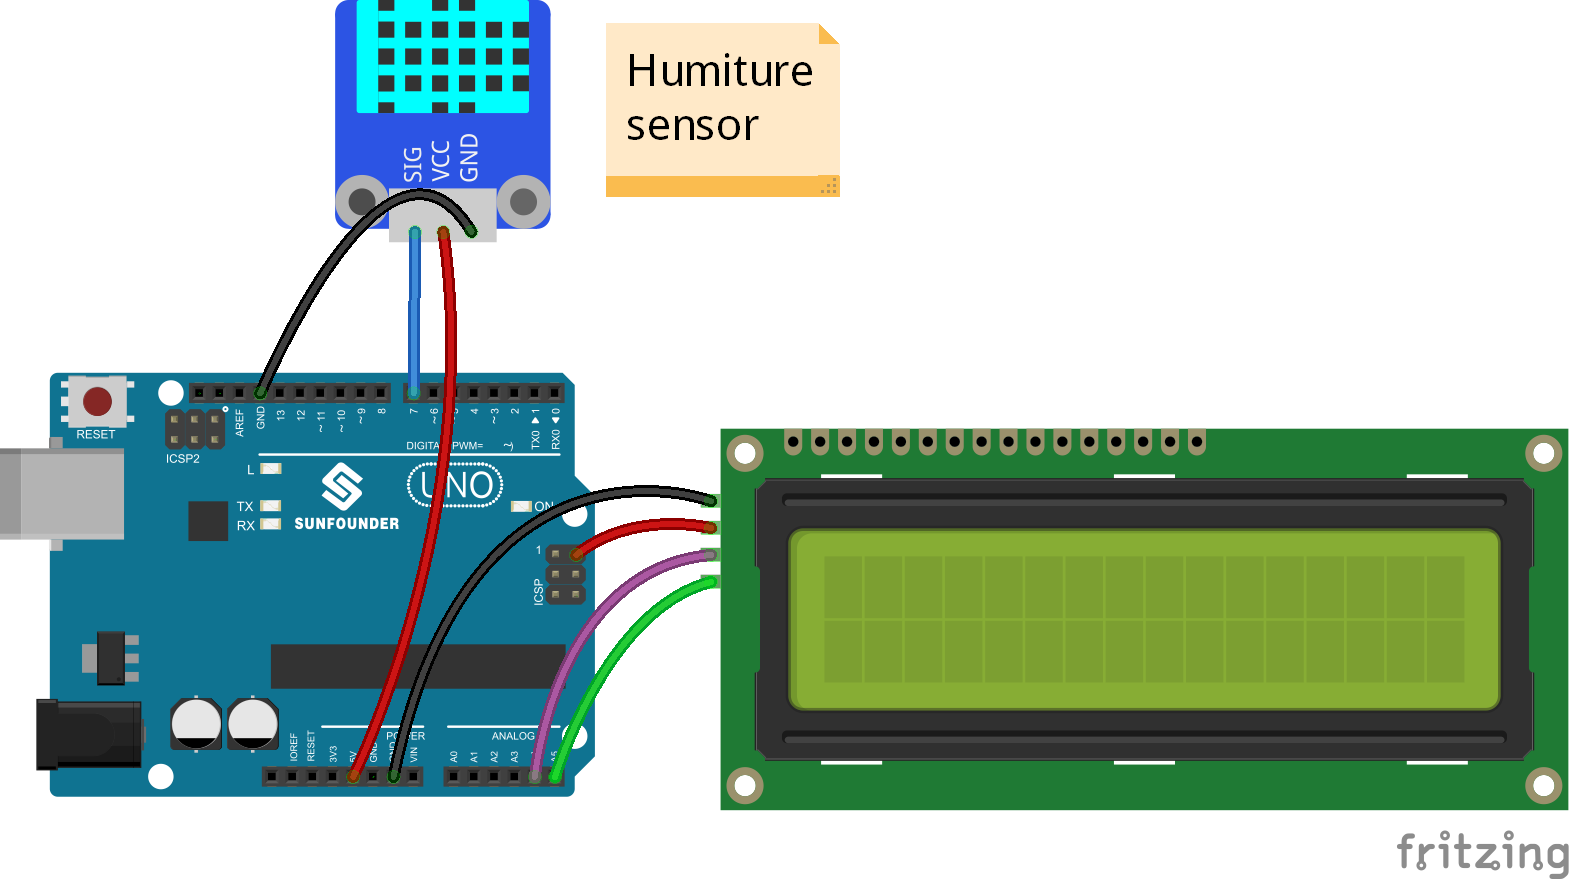 Humiture
sensor
SIG
VCC
GND
RESET
ICSP2
AREF
GND
13
12
~11
~10
~9
8
7
~6
4
~3
2
TX0▶1
RX0◀0
DIGITAL
PWM=
L
TX
RX
SUNFOUNDER
UNO
ON
1
ICSP
IOREF
RESET
3V3
5V
GND
GND
VIN
POWER
ANALOG
A0
A1
A2
A3
A5
fritzing